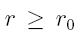 r ≥ r₀